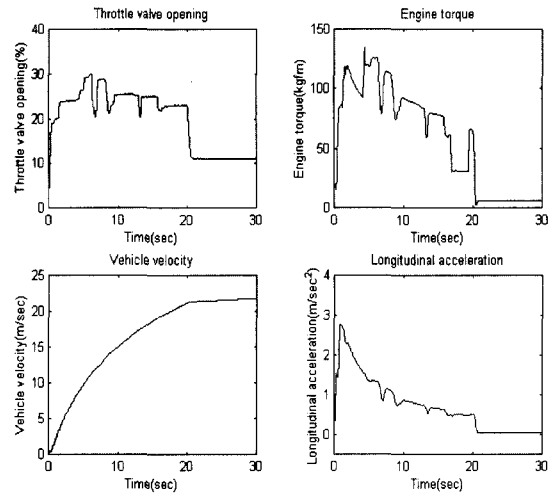 Throttle valve opening
Throttle valve opening(%)
40
30
20
10
0
0 10 20 30
Time(sec)
Engine torque
Engine torque(kgfm)
150
100
50
0
0 10 20 30
Time(sec)
Vehicle velocity
Vehicle velocity(m/sec)
25
20
15
10
5
0
0 10 20 30
Time(sec)
Longitudinal acceleration
Longitudinal acceleration(m/sec²)
4
3
2
1
0
0 10 20 30
Time(sec)